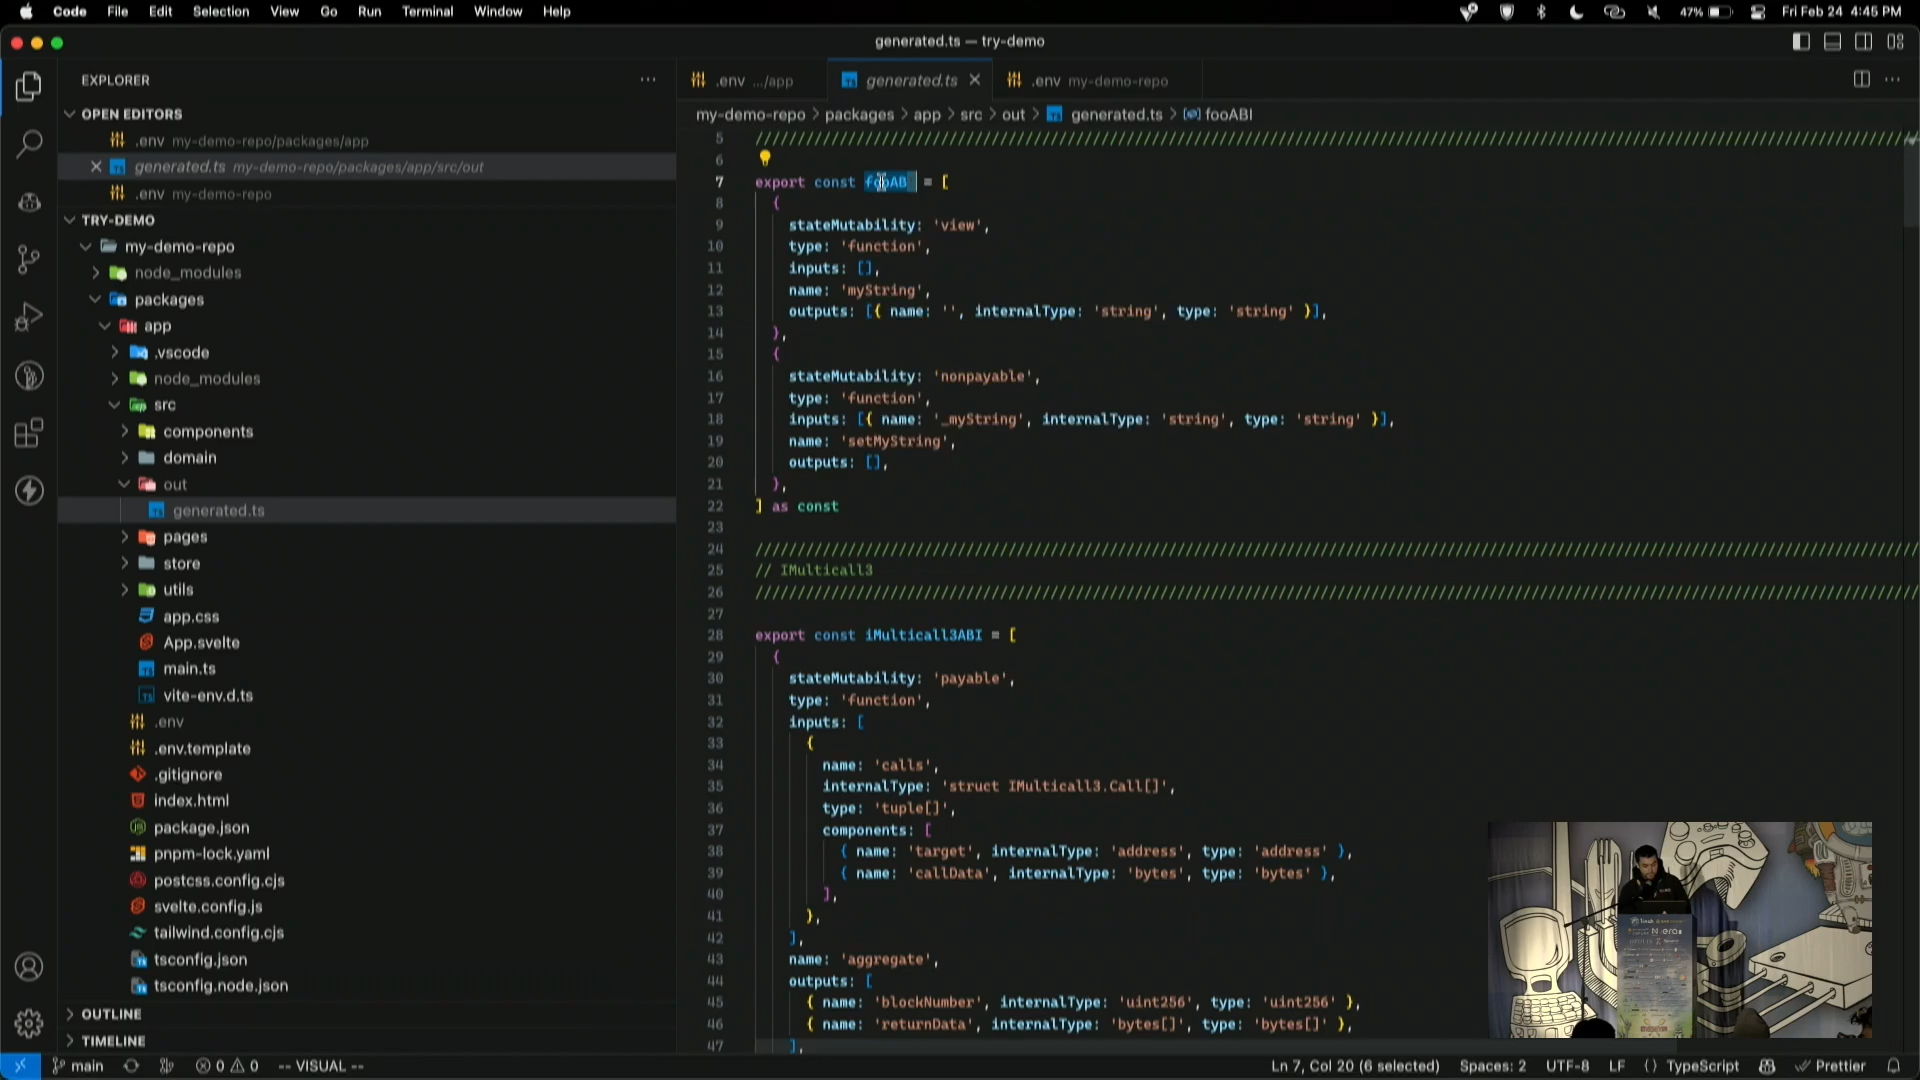 Code File Edit Selection View Go Run Terminal Window Help
47% Fri Feb 24 4:45 PM
generated.ts — try-demo
EXPLORER
OPEN EDITORS
.env my-demo-repo/packages/app
generated.ts my-demo-repo/packages/app/src/out
.env my-demo-repo
TRY-DEMO
my-demo-repo
node_modules
packages
app
.vscode
node_modules
src
components
domain
out
generated.ts
pages
store
utils
app.css
App.svelte
main.ts
vite-env.d.ts
.env
.env.template
.gitignore
index.html
package.json
pnpm-lock.yaml
postcss.config.cjs
svelte.config.js
tailwind.config.cjs
tsconfig.json
tsconfig.node.json
OUTLINE
TIMELINE
.env .../app generated.ts .env my-demo-repo
my-demo-repo > packages > app > src > out > generated.ts > fooABI
5 ////////////////////////////////////////////////////////////////////////////////
6
7 export const fooABI = [
8 {
9 stateMutability: 'view',
10 type: 'function',
11 inputs: [],
12 name: 'myString',
13 outputs: [{ name: '', internalType: 'string', type: 'string' }],
14 },
15 {
16 stateMutability: 'nonpayable',
17 type: 'function',
18 inputs: [{ name: '_myString', internalType: 'string', type: 'string' }],
19 name: 'setMyString',
20 outputs: [],
21 },
22 ] as const
23
24 ////////////////////////////////////////////////////////////////////////////////
25 // IMulticall3
26 ////////////////////////////////////////////////////////////////////////////////
27
28 export const iMulticall3ABI = [
29 {
30 stateMutability: 'payable',
31 type: 'function',
32 inputs: [
33 {
34 name: 'calls',
35 internalType: 'struct IMulticall3.Call[]',
36 type: 'tuple[]',
37 components: [
38 { name: 'target', internalType: 'address', type: 'address' },
39 { name: 'callData', internalType: 'bytes', type: 'bytes' },
40 ],
41 },
42 ],
43 name: 'aggregate',
44 outputs: [
45 { name: 'blockNumber', internalType: 'uint256', type: 'uint256' },
46 { name: 'returnData', internalType: 'bytes[]', type: 'bytes[]' },
47 ],
main 0 0 -- VISUAL -- Ln 7, Col 20 (6 selected) Spaces: 2 UTF-8 LF {} TypeScript Prettier